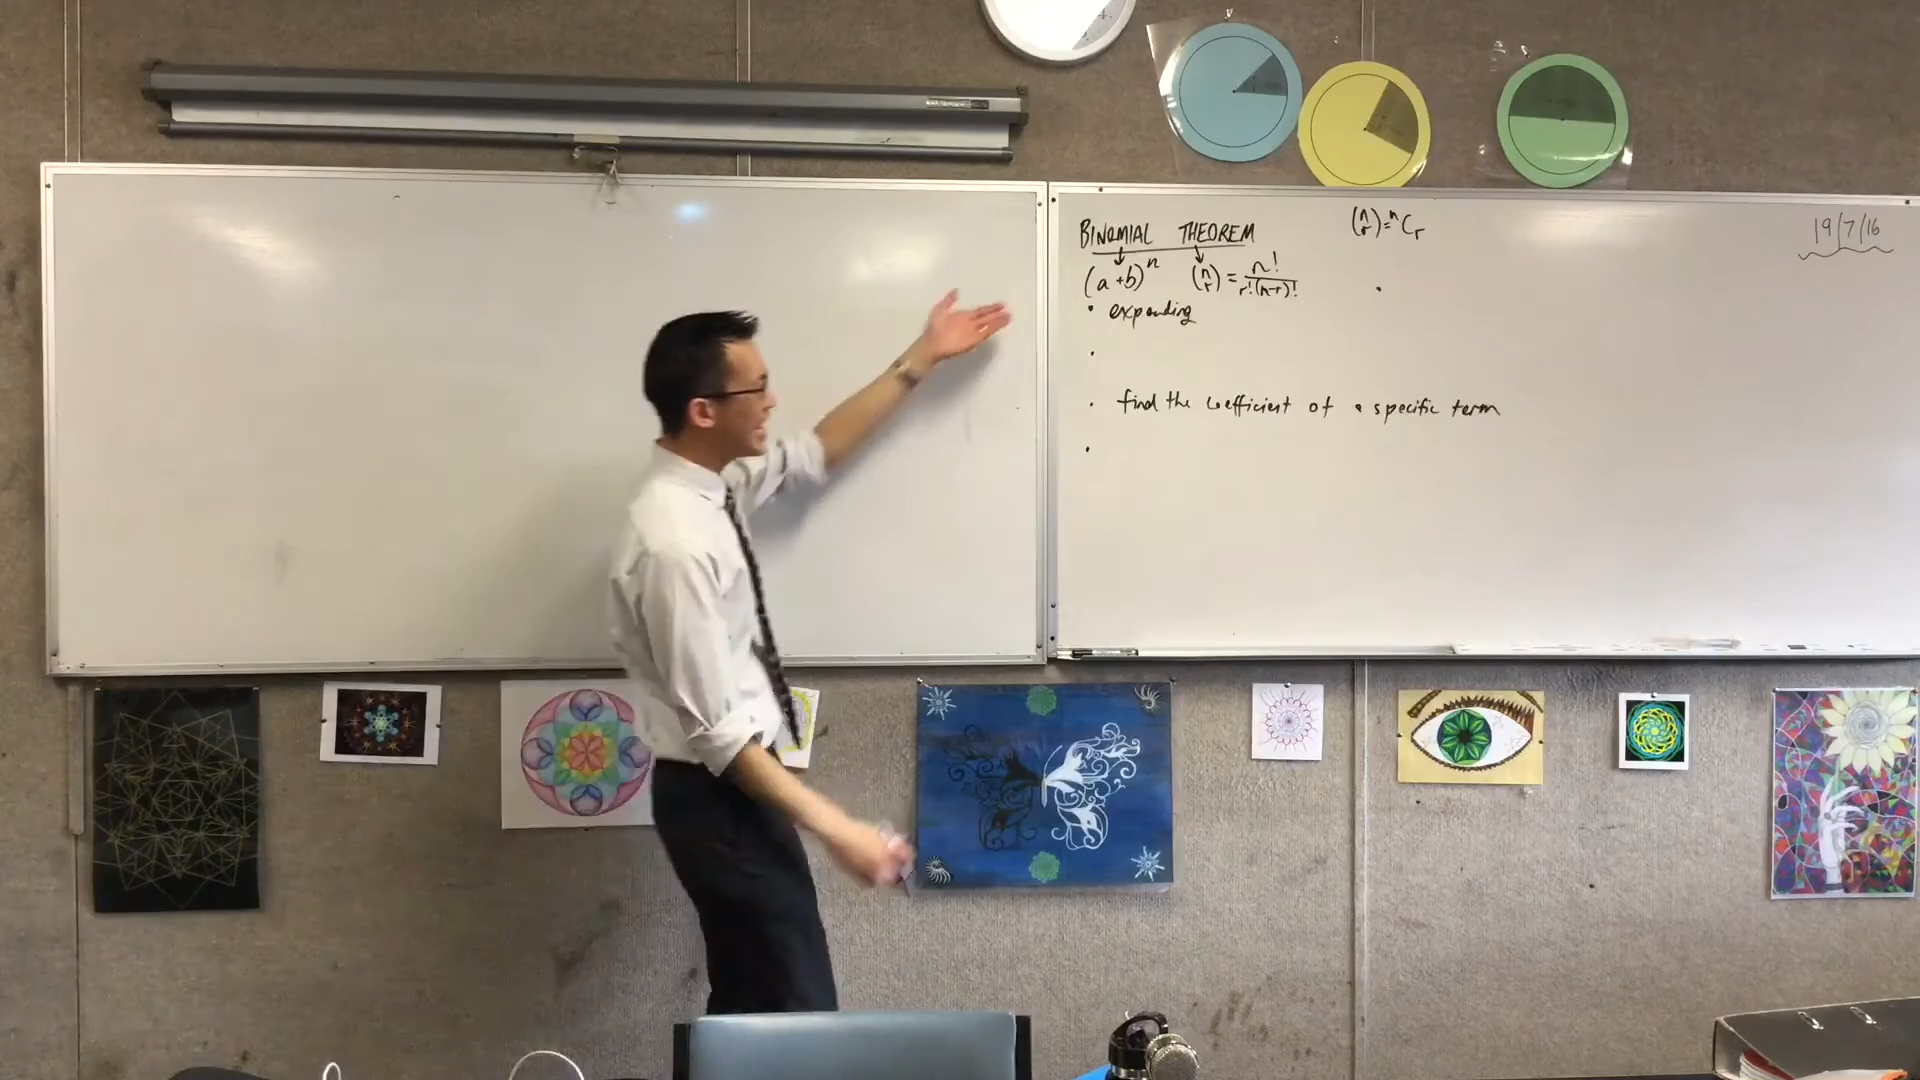 BINOMIAL THEOREM
(n r) = ⁿCᵣ
19/7/16
(a+b)ⁿ (n r) = n! / r!(n-r)!
• expanding
•
• find the coefficient of a specific term
•